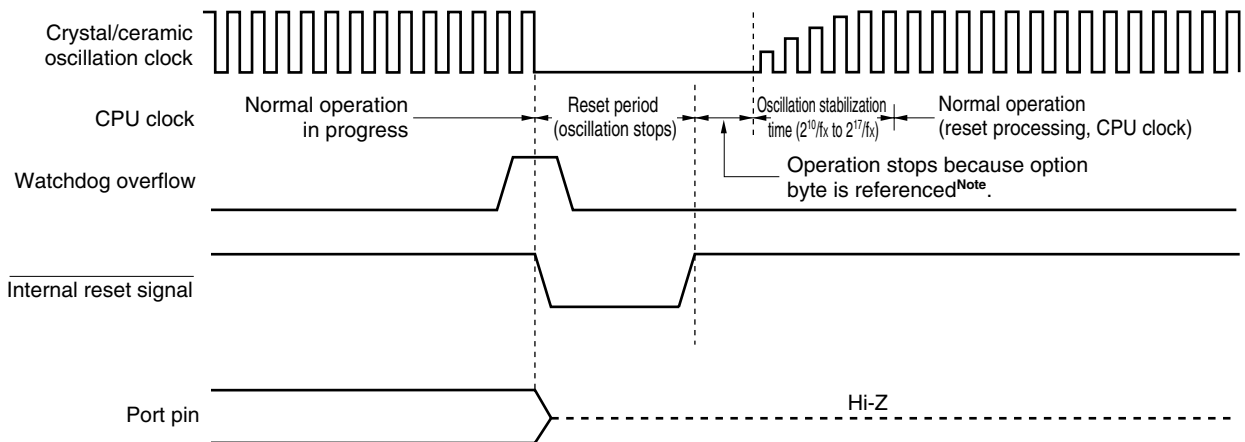 Crystal/ceramic
oscillation clock
CPU clock
Normal operation
in progress
Reset period
(oscillation stops)
Oscillation stabilization
time (2¹⁰/fx to 2¹⁷/fx)
Normal operation
(reset processing, CPU clock)
Operation stops because option
byte is referencedNote.
Watchdog overflow
Internal reset signal
Port pin
Hi-Z